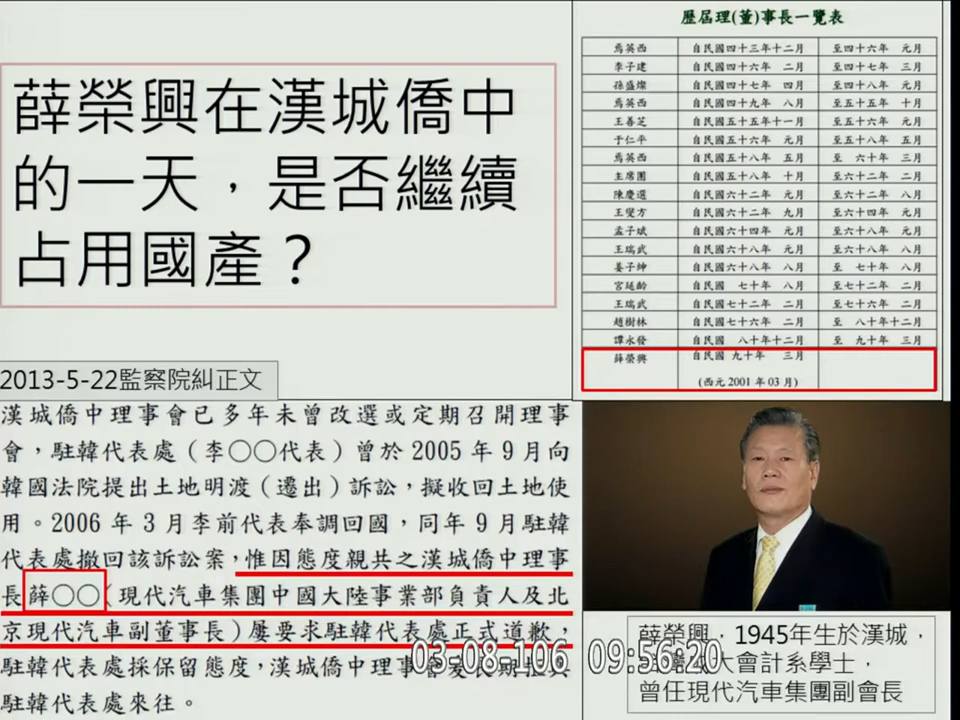 薛榮興在漢城僑中
的一天，是否繼續
占用國產？
歷屆理(董)事長一覽表
馬英西 自民國四十三年十二月 至四十六年 元月
李子建 自民國四十六年 二月 至四十七年 三月
孫盛燦 自民國四十七年 四月 至四十八年 元月
馬英西 自民國四十九年 八月 至五十五年 十月
王善芝 自民國五十五年十一月 至五十六年 元月
于仁平 自民國五十六年 元月 至五十八年 五月
馬英西 自民國五十八年 五月 至 六十年 三月
主席團 自民國五十八年 十月 至六十二年 二月
陳慶選 自民國六十二年 元月 至六十二年 八月
王燮方 自民國六十二年 九月 至六十四年 元月
孟子斌 自民國六十四年 元月 至六十八年 元月
王瑞武 自民國六十八年 元月 至六十八年 八月
姜子紳 自民國六十八年 八月 至 七十年 八月
宮廷齡 自民國 七十年 八月 至七十二年 二月
王瑞武 自民國七十二年 二月 至七十六年 二月
趙樹林 自民國七十六年 二月 至 八十年十二月
譚永發 自民國 八十年十二月 至 九十年 三月
薛榮興 自民國 九十年 三月
(西元 2001 年 03 月)
2013-5-22監察院糾正文
漢城僑中理事會已多年未曾改選或定期召開理事
會，駐韓代表處（李〇〇代表）曾於 2005 年 9 月向
韓國法院提出土地明渡（遷出）訴訟，擬收回土地使
用。2006 年 3 月李前代表奉調回國，同年 9 月駐韓
代表處撤回該訴訟案，惟因態度親共之漢城僑中理事
長薛〇〇（現代汽車集團中國大陸事業部負責人及北
京現代汽車副董事長）屢要求駐韓代表處正式道歉，
駐韓代表處採保留態度，漢城僑中理事會爰長期拒與
駐韓代表處來往。
薛榮興，1945年生於漢城，
大會計系學士，
曾任現代汽車集團副會長
03-08-106 09:56:20